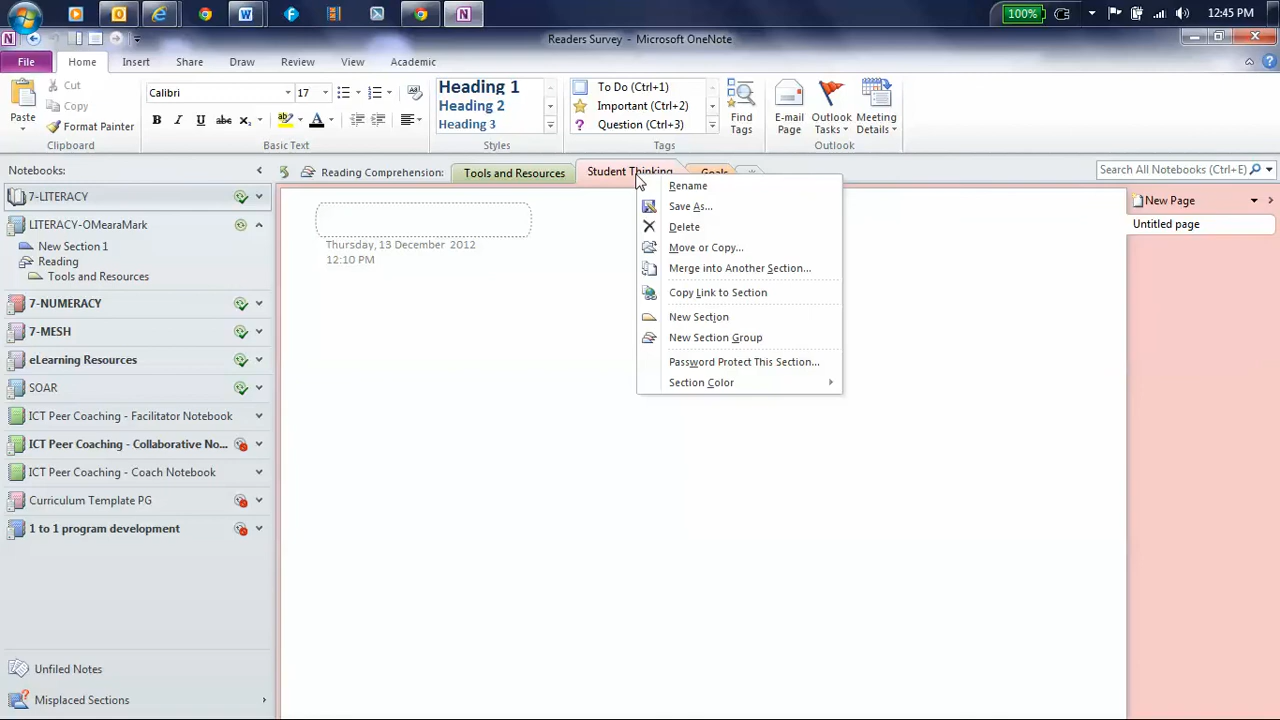 100%
12:45 PM
Readers Survey - Microsoft OneNote
File Home Insert Share Draw Review View Academic
Paste
Cut
Copy
Format Painter
Clipboard
Calibri 17
B I U abc X₂ A
Basic Text
Heading 1
Heading 2
Heading 3
Styles
To Do (Ctrl+1)
Important (Ctrl+2)
Question (Ctrl+3)
Find Tags
Tags
E-mail Page
Outlook Tasks
Meeting Details
Outlook
Notebooks:
Reading Comprehension:
Tools and Resources
Student Thinking
Goals
Search All Notebooks (Ctrl+E)
7-LITERACY
LITERACY-OMearaMark
New Section 1
Reading
Tools and Resources
7-NUMERACY
7-MESH
eLearning Resources
SOAR
ICT Peer Coaching - Facilitator Notebook
ICT Peer Coaching - Collaborative No...
ICT Peer Coaching - Coach Notebook
Curriculum Template PG
1 to 1 program development
Unfiled Notes
Misplaced Sections
Thursday, 13 December 2012
12:10 PM
Rename
Save As...
Delete
Move or Copy...
Merge into Another Section...
Copy Link to Section
New Section
New Section Group
Password Protect This Section...
Section Color
New Page
Untitled page